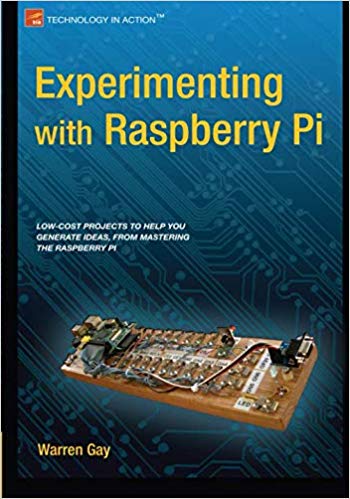 TECHNOLOGY IN ACTION™
Experimenting
with Raspberry Pi
LOW-COST PROJECTS TO HELP YOU
GENERATE IDEAS, FROM MASTERING
THE RASPBERRY PI
LED
Warren Gay